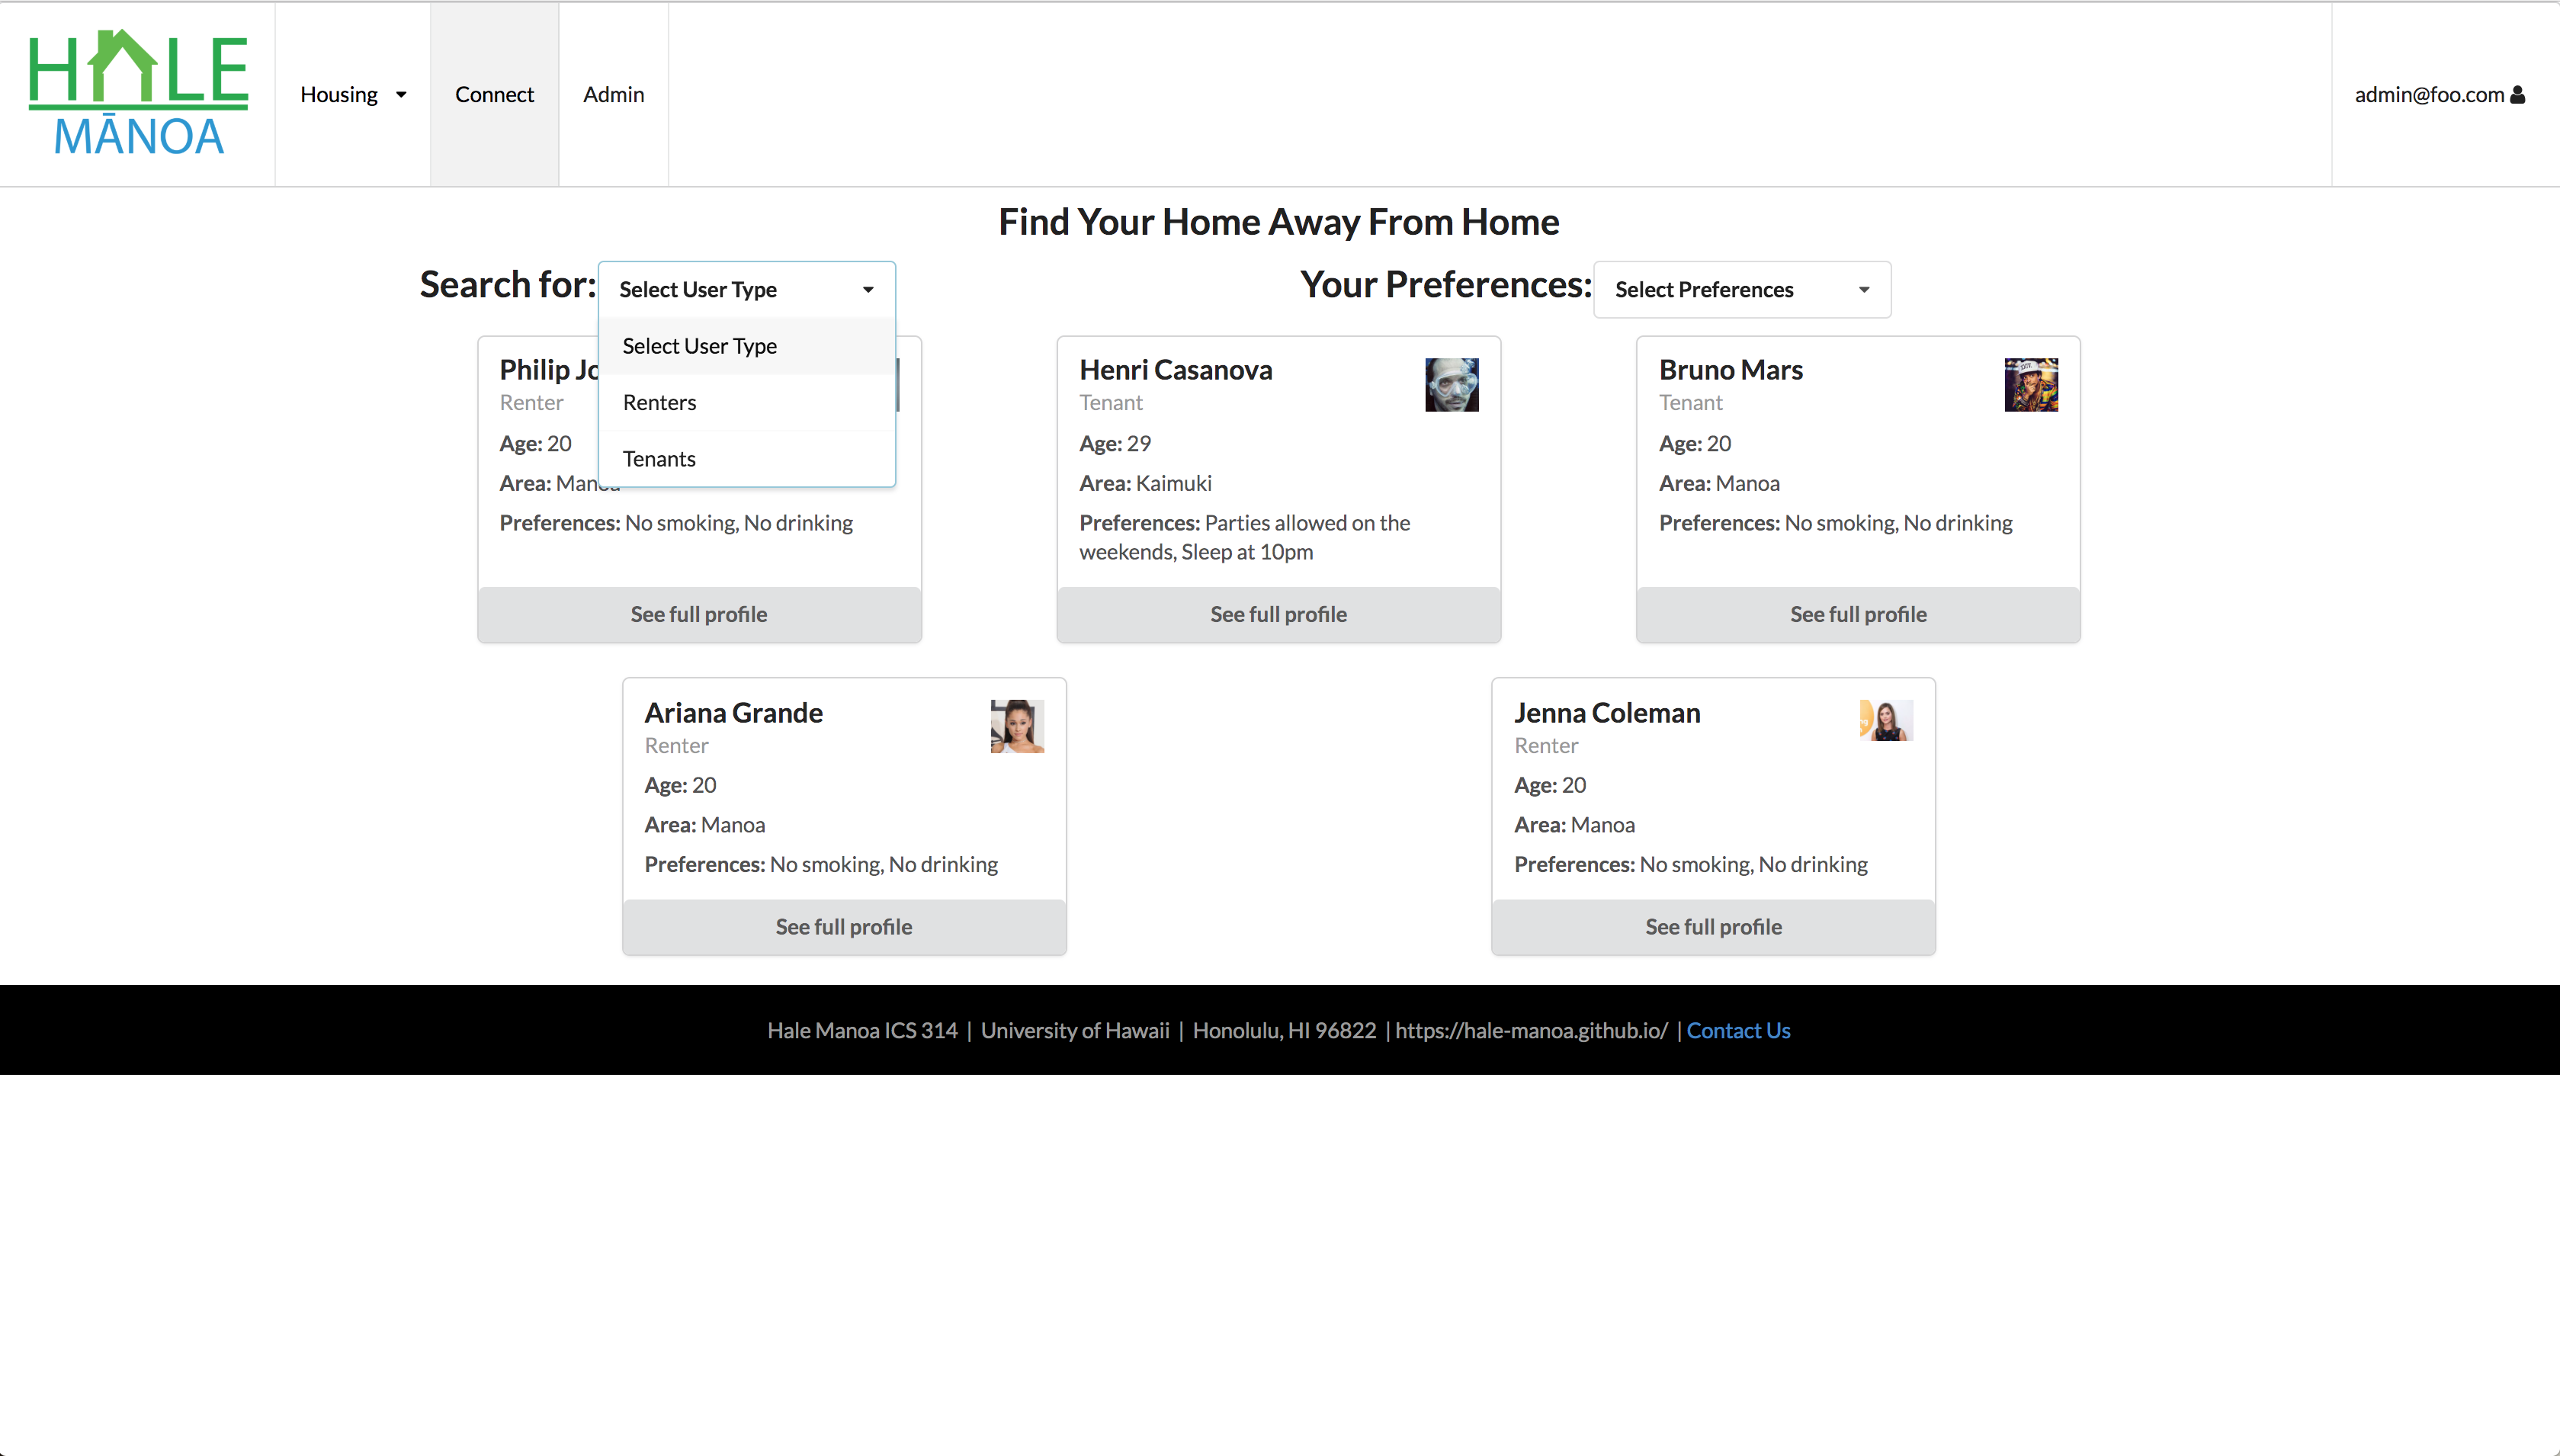 HALE
MĀNOA
Housing
Connect
Admin
admin@foo.com
Find Your Home Away From Home
Search for:
Select User Type
Select User Type
Renters
Tenants
Your Preferences:
Select Preferences
Philip
Renter
Age: 20
Area: Manoa
Preferences: No smoking, No drinking
See full profile
Henri Casanova
Tenant
Age: 29
Area: Kaimuki
Preferences: Parties allowed on the
weekends, Sleep at 10pm
See full profile
Bruno Mars
Tenant
Age: 20
Area: Manoa
Preferences: No smoking, No drinking
See full profile
Ariana Grande
Renter
Age: 20
Area: Manoa
Preferences: No smoking, No drinking
See full profile
Jenna Coleman
Renter
Age: 20
Area: Manoa
Preferences: No smoking, No drinking
See full profile
Hale Manoa ICS 314 | University of Hawaii | Honolulu, HI 96822 | https://hale-manoa.github.io/ | Contact Us